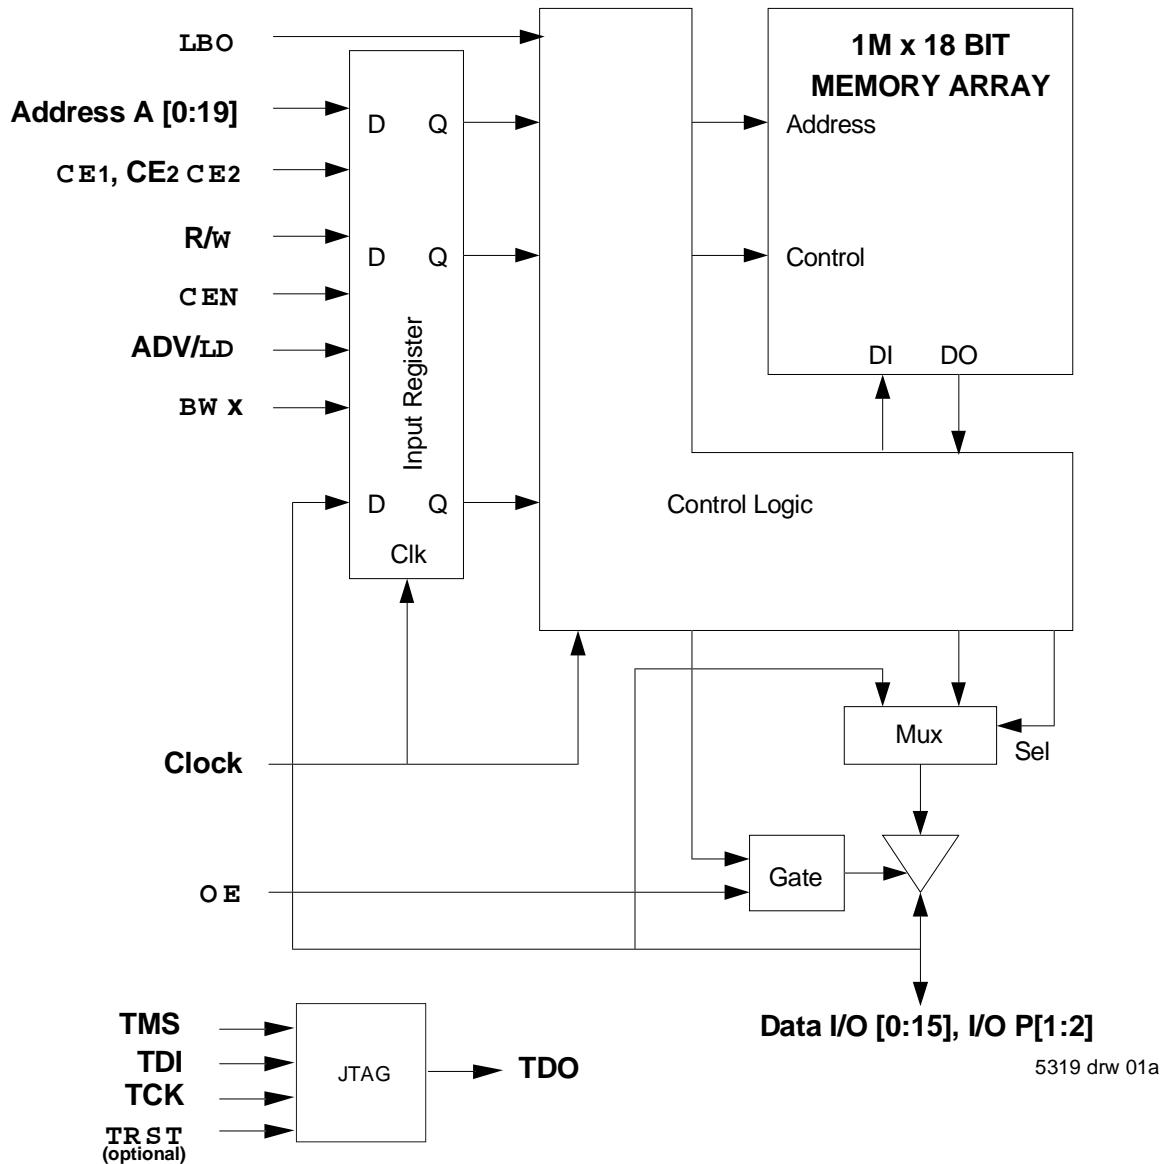 LBO
1M x 18 BIT
MEMORY ARRAY
Address A [0:19]
D Q
Address
CE1, CE2 CE2
R/W
D Q
Control
CEN
ADV/LD
Input Register
DI DO
BW x
D Q
Control Logic
Clk
Clock
Mux
Sel
Gate
OE
Data I/O [0:15], I/O P[1:2]
5319 drw 01a
TMS
TDI
TCK
TRST
(optional)
JTAG
TDO